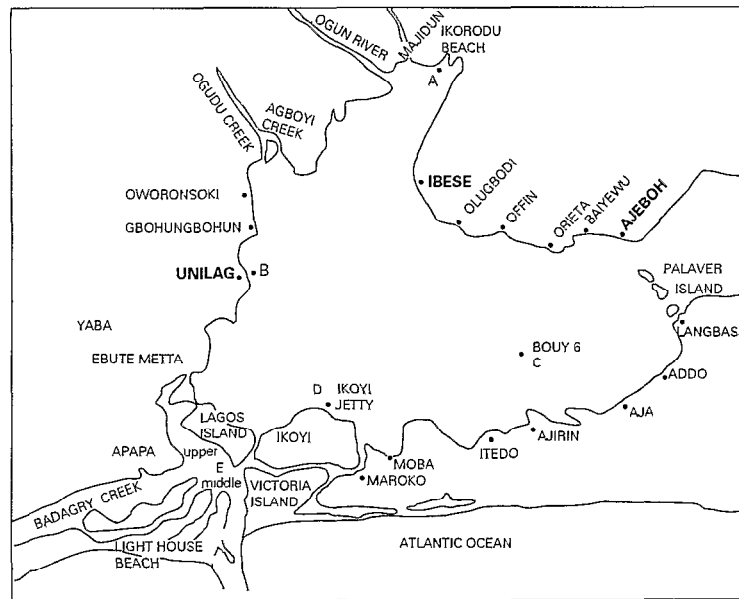 OGUN RIVER
MAJIDUN
IKORODU
BEACH
A
OGUDU CREEK
AGBOYI
CREEK
IBESE
OLUGBODI
OFFIN
ORIETA
BAIYEWU
AJEBOH
OWORONSOKI
GBOHUNGBOHUN
UNILAG
B
PALAVER
ISLAND
YABA
LANGBAS
EBUTE METTA
BOUY 6
C
ADDO
D
IKOYI
JETTY
LAGOS
ISLAND
IKOYI
AJA
AJIRIN
ITEDO
APAPA
upper
E
middle
MOBA
MAROKO
VICTORIA
ISLAND
BADAGRY CREEK
LIGHT HOUSE
BEACH
ATLANTIC OCEAN